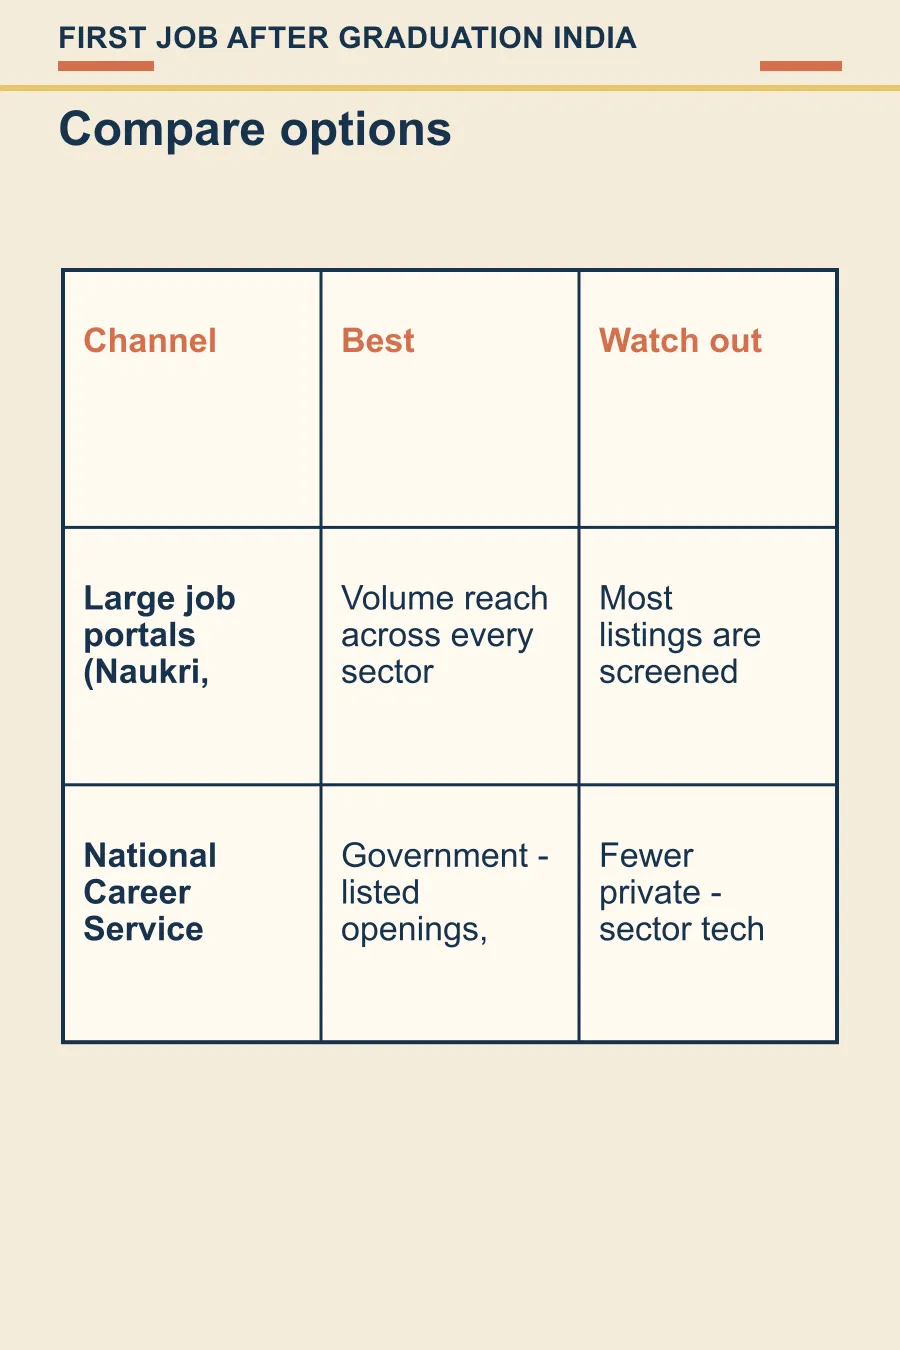 FIRST JOB AFTER GRADUATION INDIA
Compare options
Channel
Best
Watch out
Large job
portals
(Naukri,
Volume reach
across every
sector
Most
listings are
screened
National
Career
Service
Government -
listed
openings,
Fewer
private -
sector tech